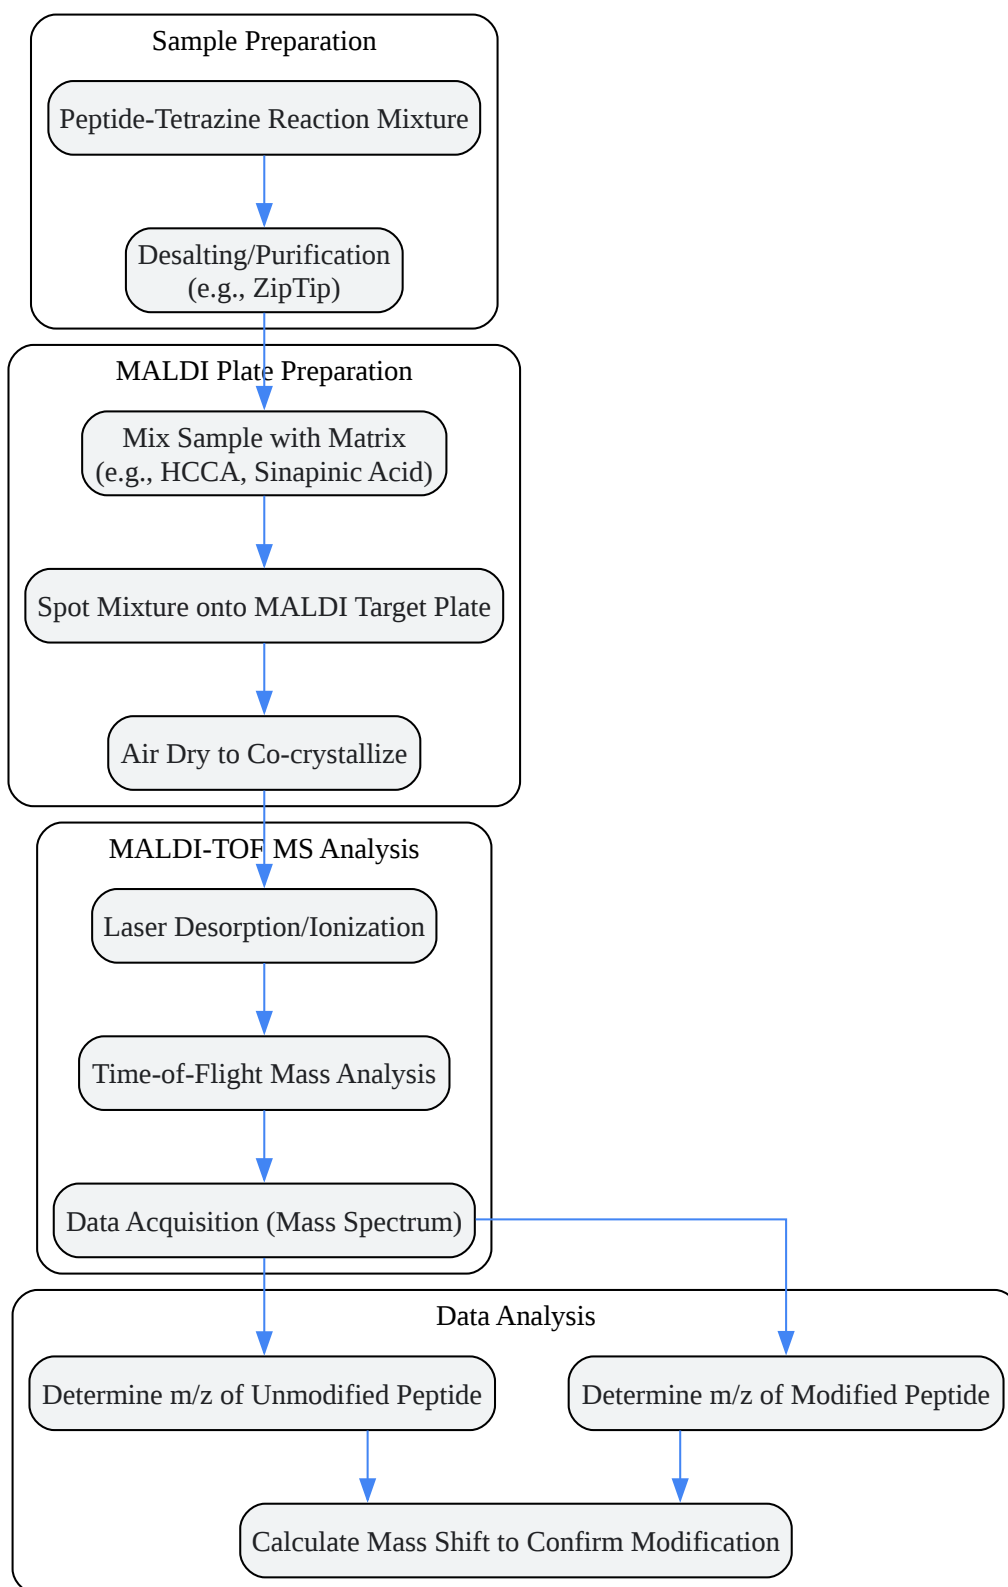 Sample Preparation
Peptide-Tetrazine Reaction Mixture
Desalting/Purification
(e.g., ZipTip)
MALDI Plate Preparation
Mix Sample with Matrix
(e.g., HCCA, Sinapinic Acid)
Spot Mixture onto MALDI Target Plate
Air Dry to Co-crystallize
MALDI-TOF MS Analysis
Laser Desorption/Ionization
Time-of-Flight Mass Analysis
Data Acquisition (Mass Spectrum)
Data Analysis
Determine m/z of Unmodified Peptide
Determine m/z of Modified Peptide
Calculate Mass Shift to Confirm Modification